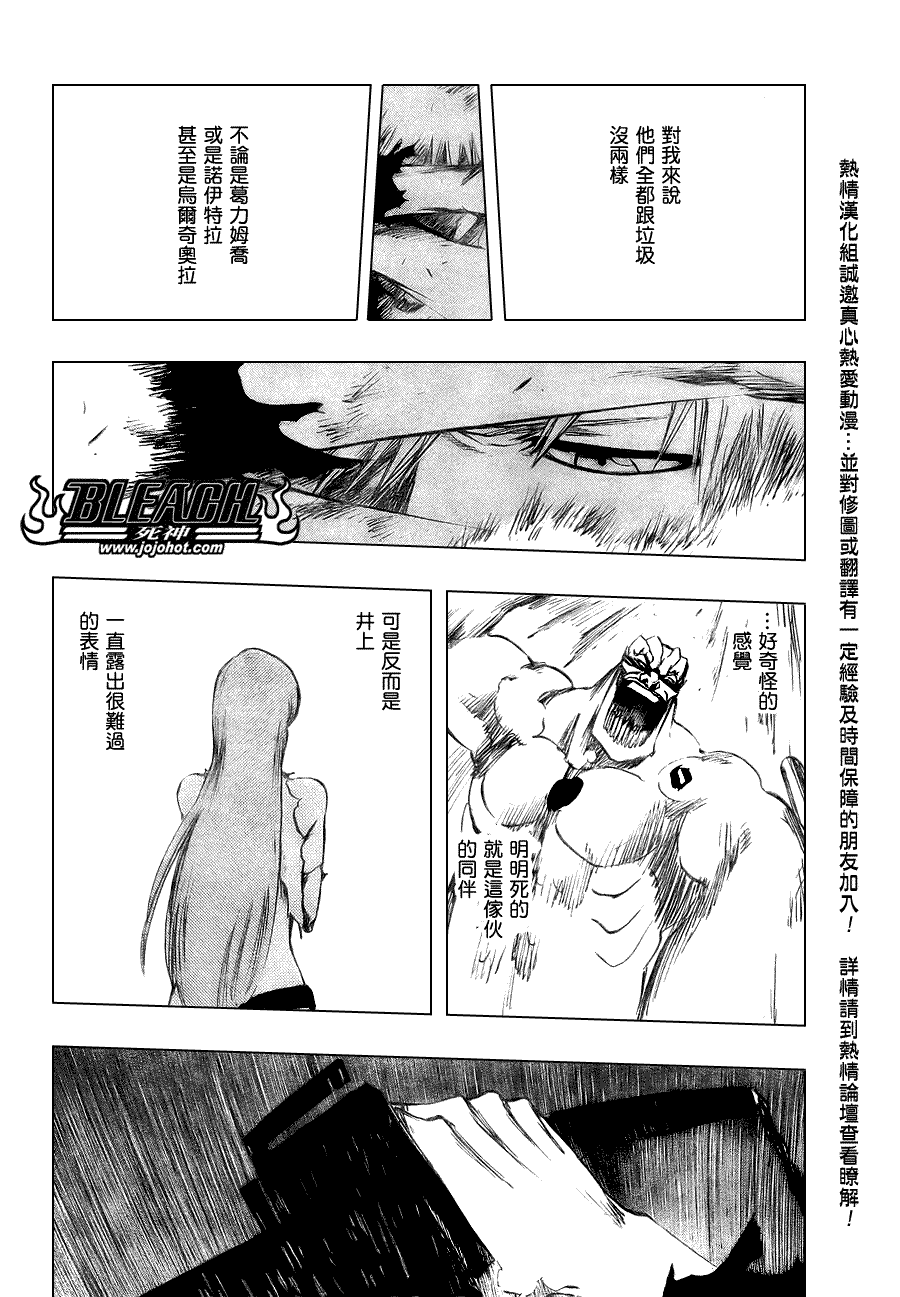 對我來說
他們全都跟垃圾
沒兩樣
不論是葛力姆喬
或是諾伊特拉
甚至是烏爾奇奧拉
BLEACH
死神
www.jojohot.com
…好奇怪的
感覺
明明死的
就是這傢伙
的同伴
可是反而是
井上
一直露出很難過
的表情
熱情漢化組誠邀真心熱愛動漫…並對修圖或翻譯有一定經驗及時間保障的朋友加入！ 詳情請到熱情論壇查看瞭解！